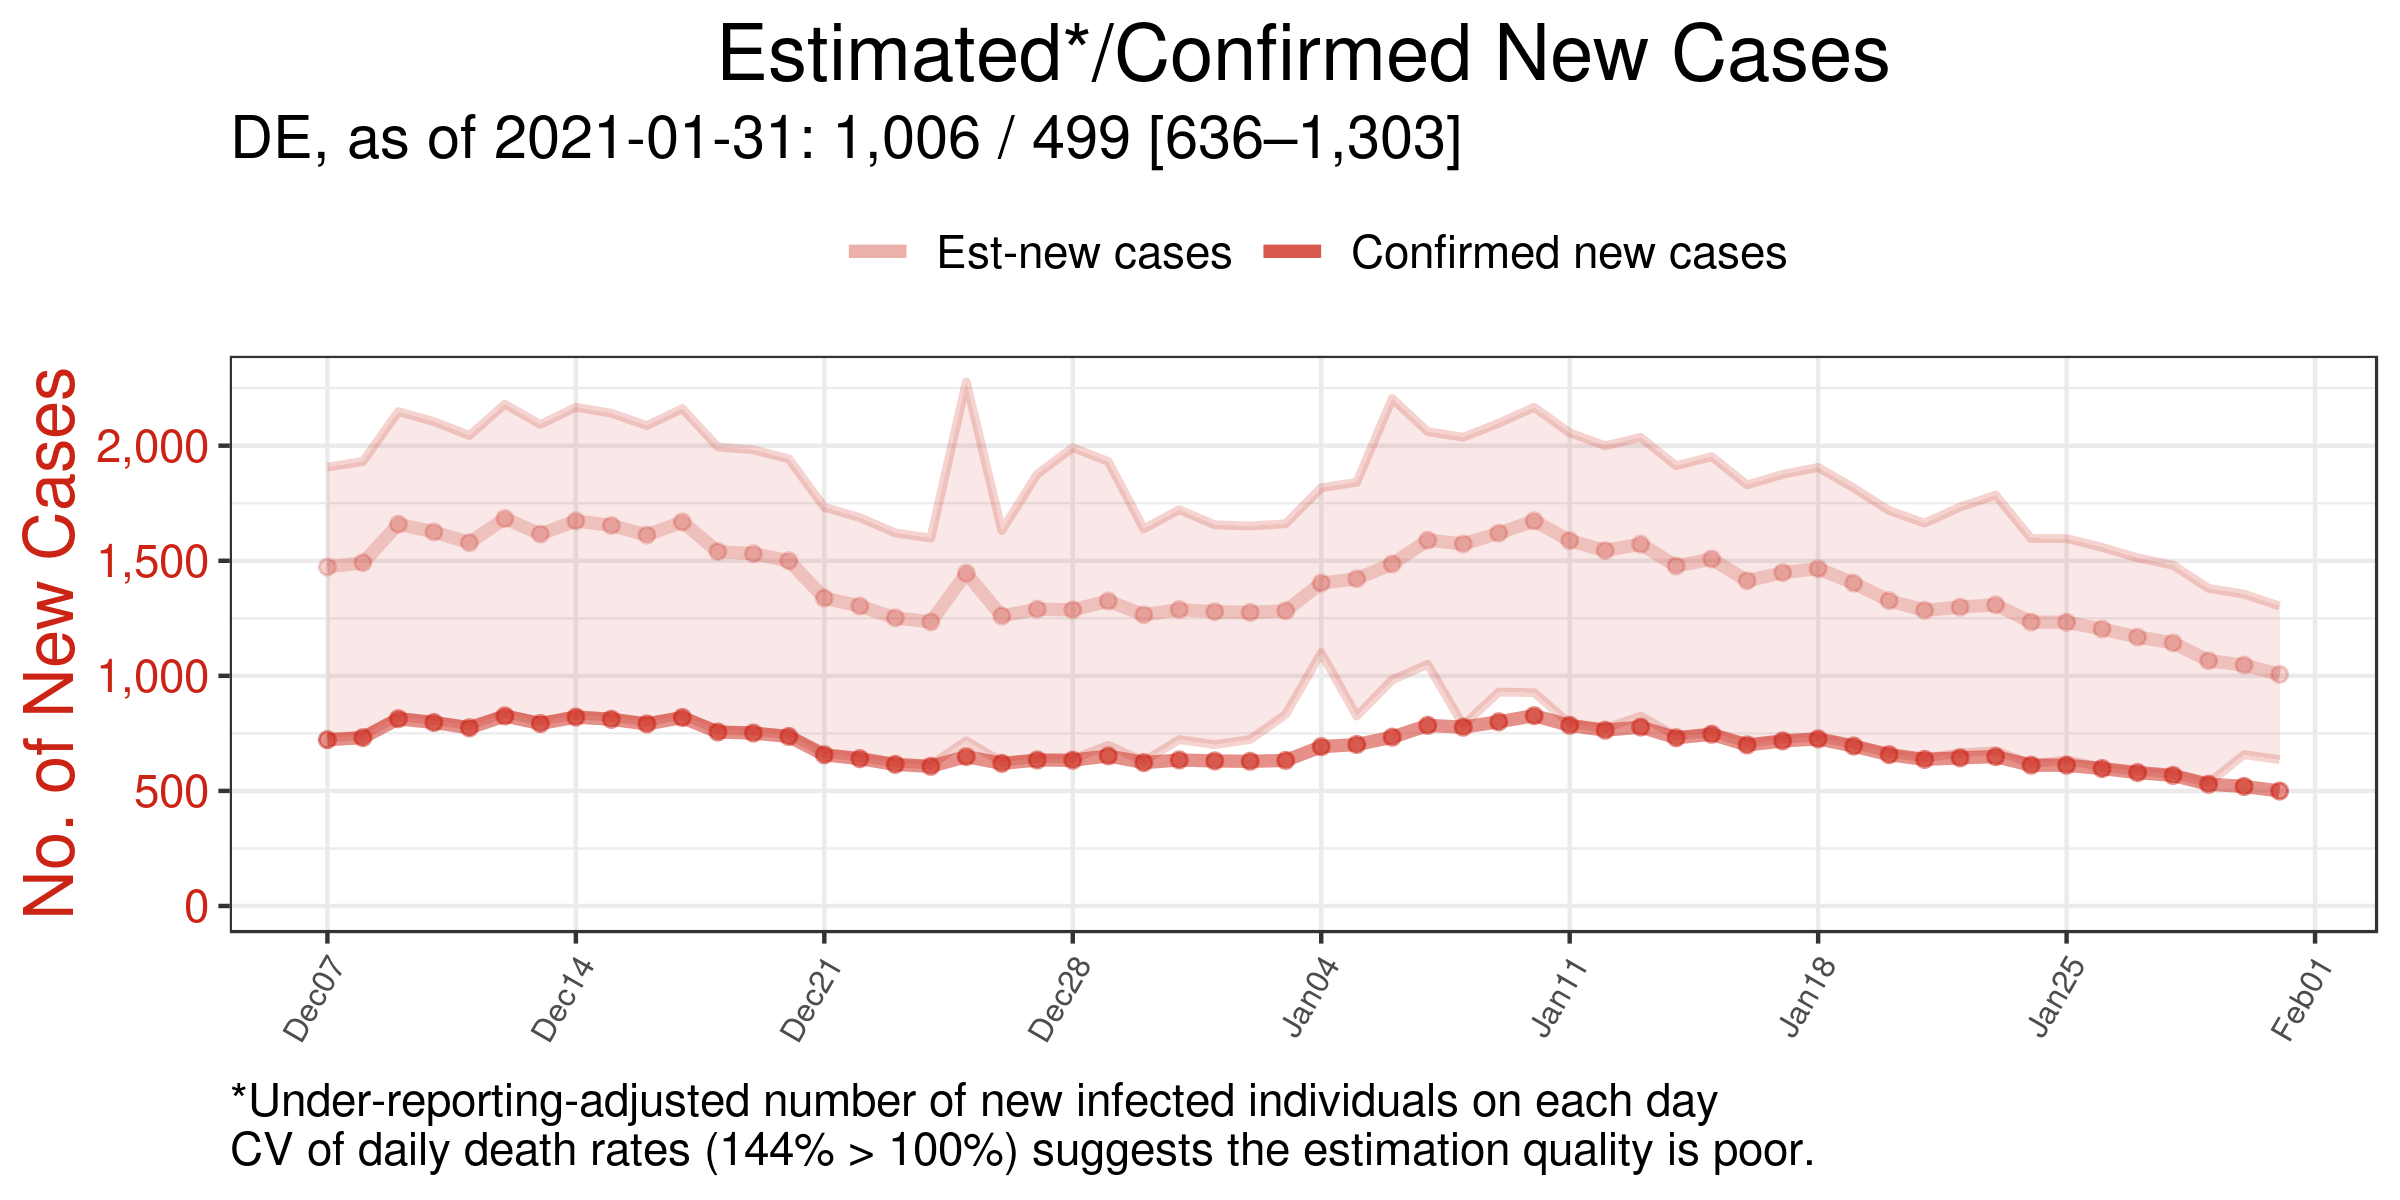 Estimated*/Confirmed New Cases
DE, as of 2021-01-31: 1,006 / 499 [636–1,303]
Est-new cases
Confirmed new cases
No. of New Cases
2,000
1,500
1,000
500
0
Dec07
Dec14
Dec21
Dec28
Jan04
Jan11
Jan18
Jan25
Feb01
*Under-reporting-adjusted number of new infected individuals on each day
CV of daily death rates (144% > 100%) suggests the estimation quality is poor.